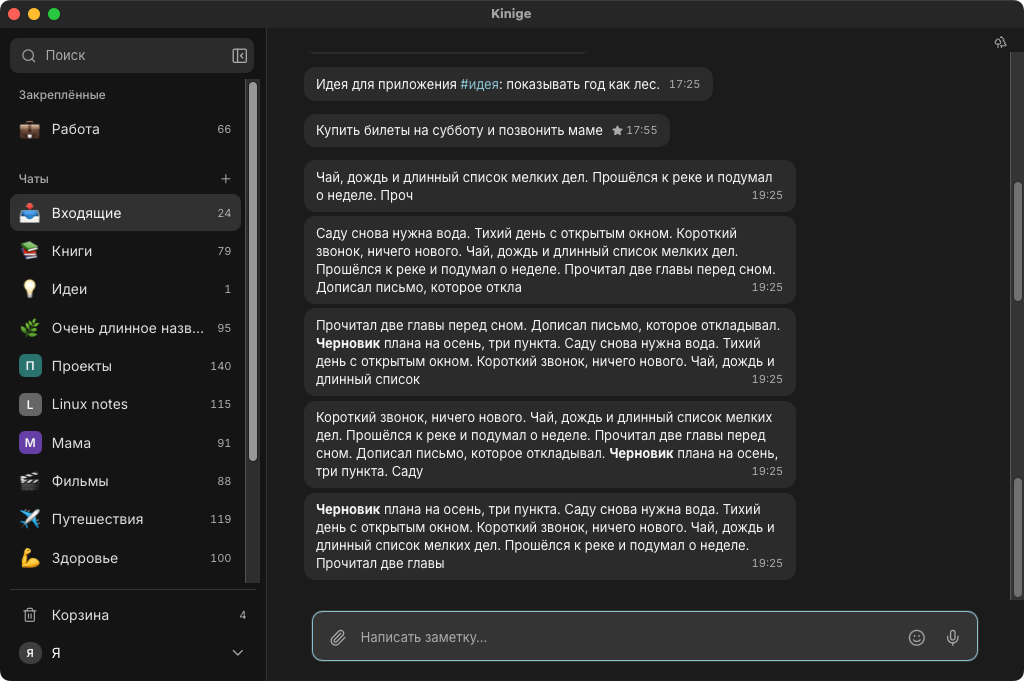 Kinige
Поиск
Закреплённые
Работа 66
Чаты +
Входящие 24
Книги 79
Идеи 1
Очень длинное назв... 95
П Проекты 140
L Linux notes 115
М Мама 91
Фильмы 88
Путешествия 119
Здоровье 100
Корзина 4
Я Я
Идея для приложения #идея: показывать год как лес. 17:25
Купить билеты на субботу и позвонить маме ★ 17:55
Чай, дождь и длинный список мелких дел. Прошёлся к реке и подумал
о неделе. Проч 19:25
Саду снова нужна вода. Тихий день с открытым окном. Короткий
звонок, ничего нового. Чай, дождь и длинный список мелких дел.
Прошёлся к реке и подумал о неделе. Прочитал две главы перед сном.
Дописал письмо, которое откла 19:25
Прочитал две главы перед сном. Дописал письмо, которое откладывал.
Черновик плана на осень, три пункта. Саду снова нужна вода. Тихий
день с открытым окном. Короткий звонок, ничего нового. Чай, дождь и
длинный список 19:25
Короткий звонок, ничего нового. Чай, дождь и длинный список мелких
дел. Прошёлся к реке и подумал о неделе. Прочитал две главы перед
сном. Дописал письмо, которое откладывал. Черновик плана на осень,
три пункта. Саду 19:25
Черновик плана на осень, три пункта. Саду снова нужна вода. Тихий
день с открытым окном. Короткий звонок, ничего нового. Чай, дождь и
длинный список мелких дел. Прошёлся к реке и подумал о неделе.
Прочитал две главы 19:25
Написать заметку...